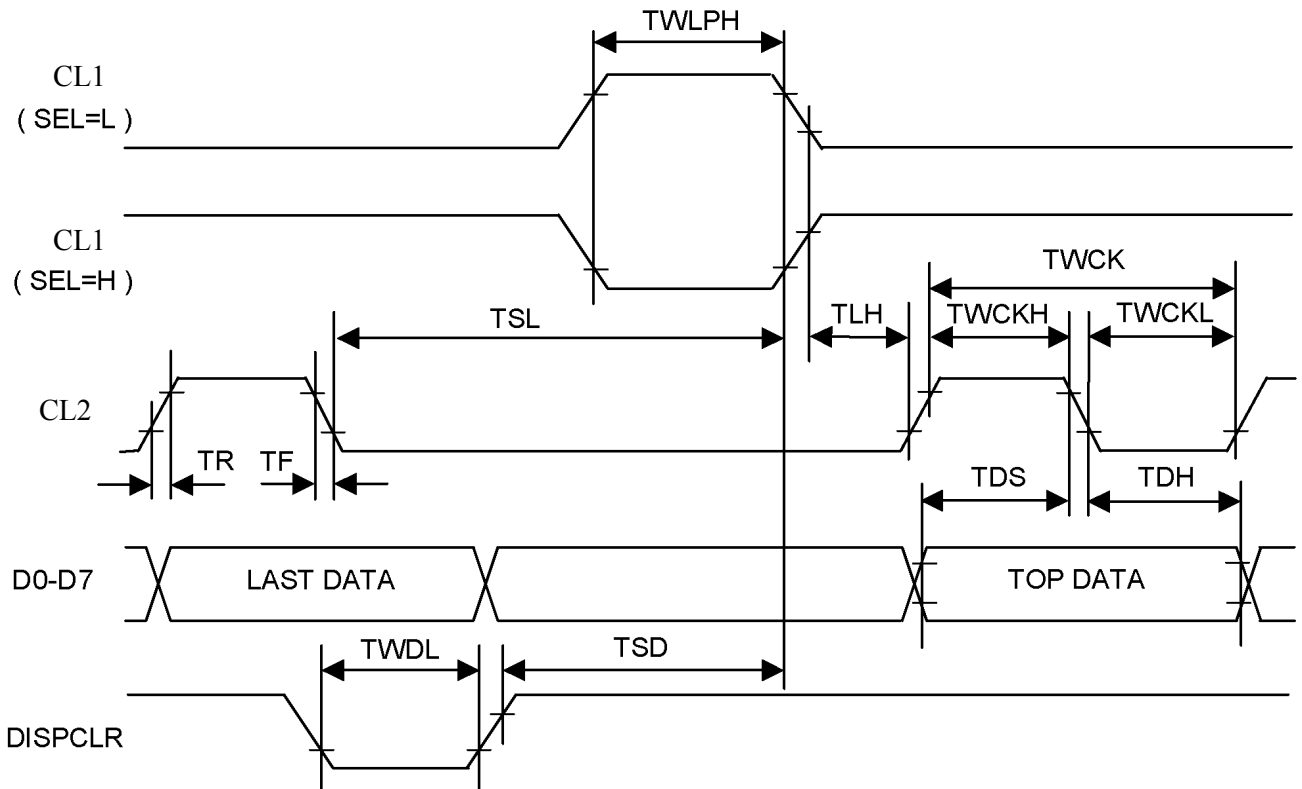 TWLPH
CL1
( SEL=L )
CL1
( SEL=H )
TWCK
TSL
TLH
TWCKH
TWCKL
CL2
TR
TF
TDS
TDH
D0-D7
LAST DATA
TOP DATA
TWDL
TSD
DISPCLR